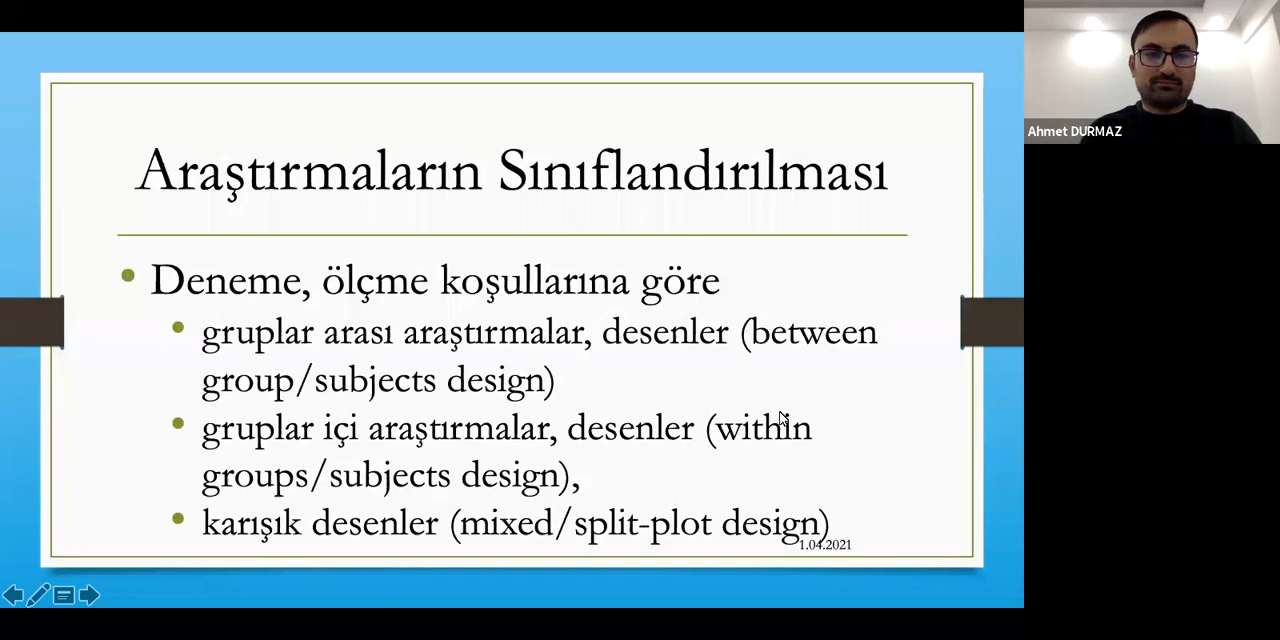 Araştırmaların Sınıflandırılması
Deneme, ölçme koşullarına göre
gruplar arası araştırmalar, desenler (between
group/subjects design)
gruplar içi araştırmalar, desenler (within
groups/subjects design),
karışık desenler (mixed/split-plot design)
1.04.2021
Ahmet DURMAZ